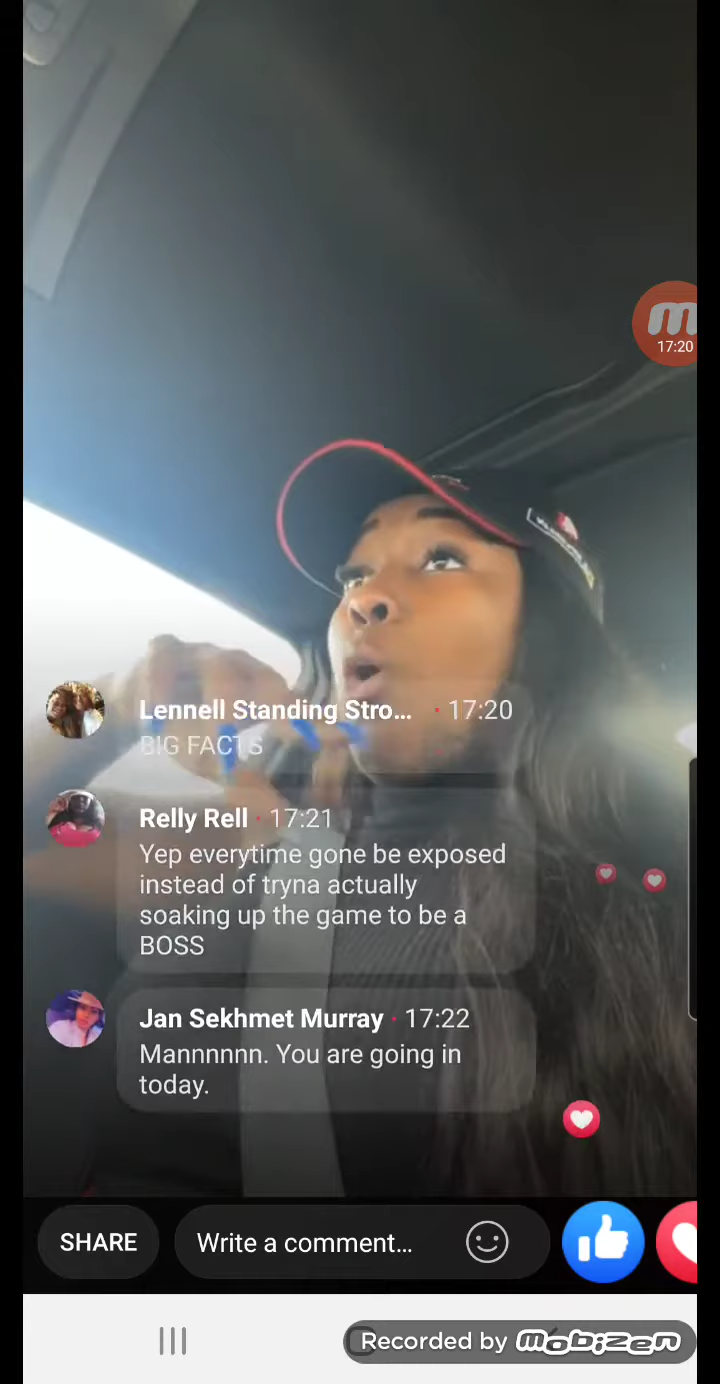 17:20
Lennell Standing Stro... • 17:20
BIG FACTS
Relly Rell • 17:21
Yep everytime gone be exposed
instead of tryna actually
soaking up the game to be a
BOSS
Jan Sekhmet Murray • 17:22
Mannnnnn. You are going in
today.
SHARE
Write a comment...
Recorded by mobizen